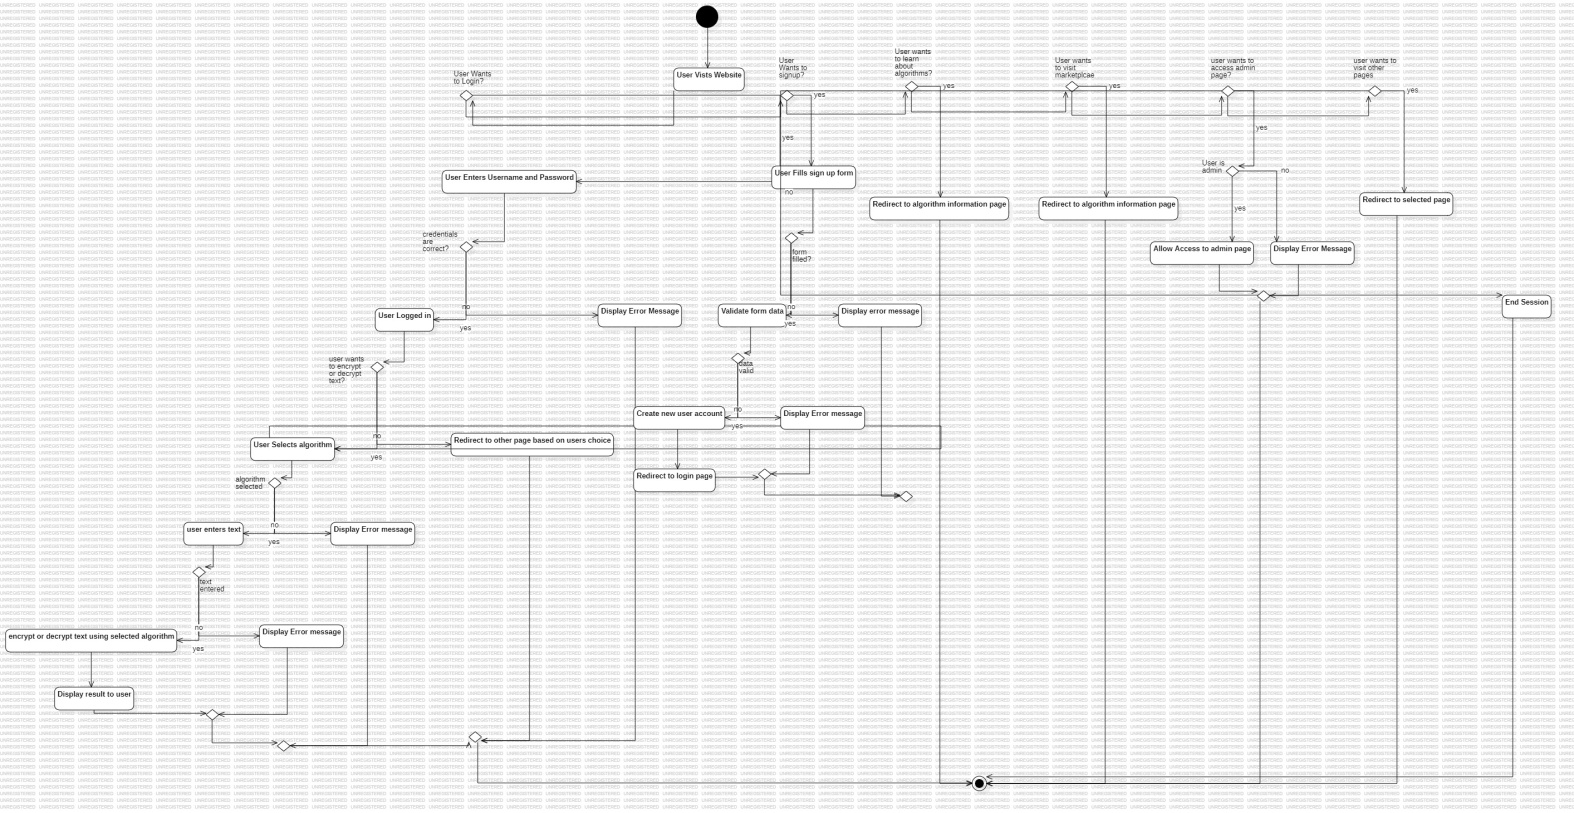 User Vists Website
User Wants
to Login?
User
Wants to
signup?
yes
User wants
to learn
about
algorithms?
yes
User wants
to visit
marketplcae
yes
user wants to
access admin
page?
yes
user wants to
visit other
pages
yes
yes
no
User Enters Username and Password
User Fills sign up form
User is
admin
no
yes
Redirect to algorithm information page
Redirect to algorithm information page
Redirect to selected page
credentials
are
correct?
form
filled?
Allow Access to admin page
Display Error Message
End Session
no
yes
User Logged in
Display Error Message
Validate form data
no
yes
Display error message
user wants
to encrypt
or decrypt
text?
data
valid
no
yes
Create new user account
Display Error message
no
yes
User Selects algorithm
Redirect to other page based on users choice
algorithm
selected
Redirect to login page
no
yes
user enters text
Display Error message
text
entered
no
yes
encrypt or decrypt text using selected algorithm
Display Error message
Display result to user
UNREGISTERED